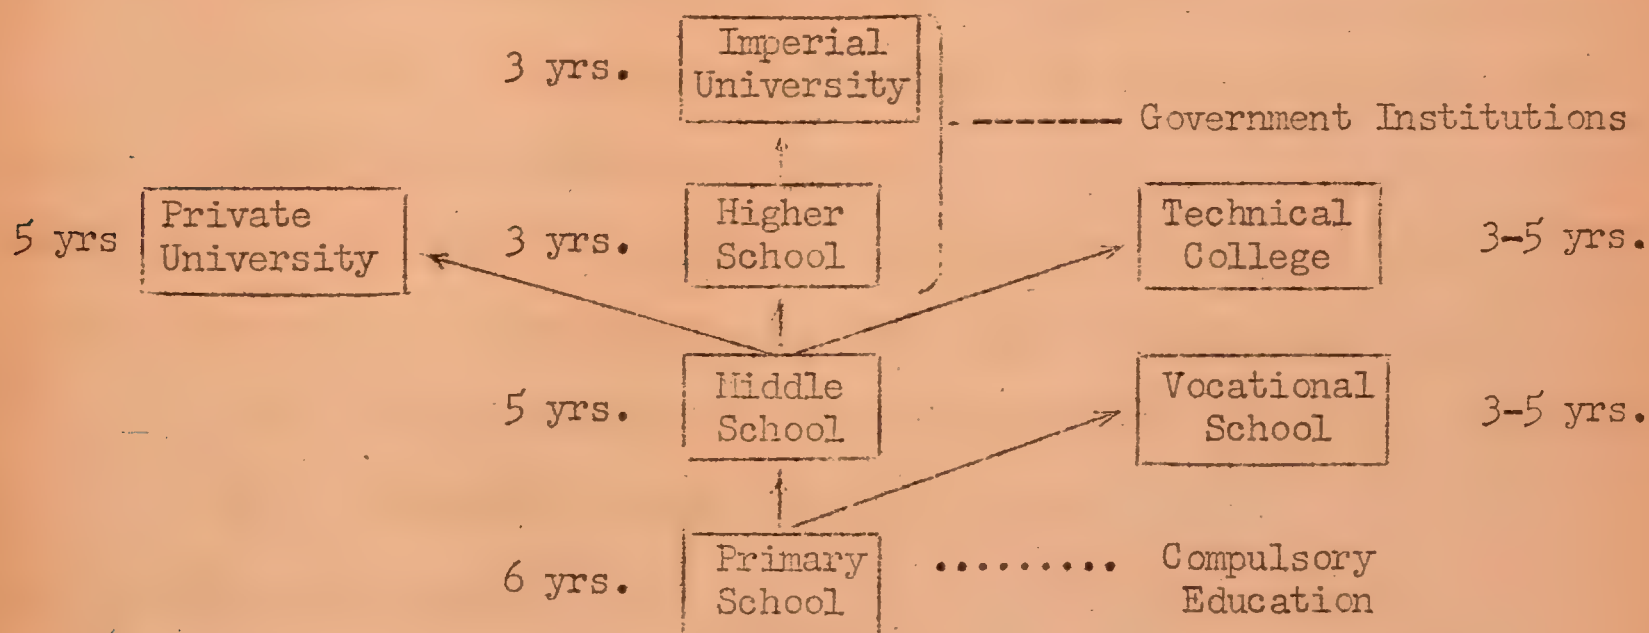 3 yrs.
Imperial
University
Government Institutions
5 yrs
Private
University
3 yrs.
Higher
School
Technical
College
3-5 yrs.
5 yrs.
Middle
School
Vocational
School
3-5 yrs.
6 yrs.
Primary
School
Compulsory
Education